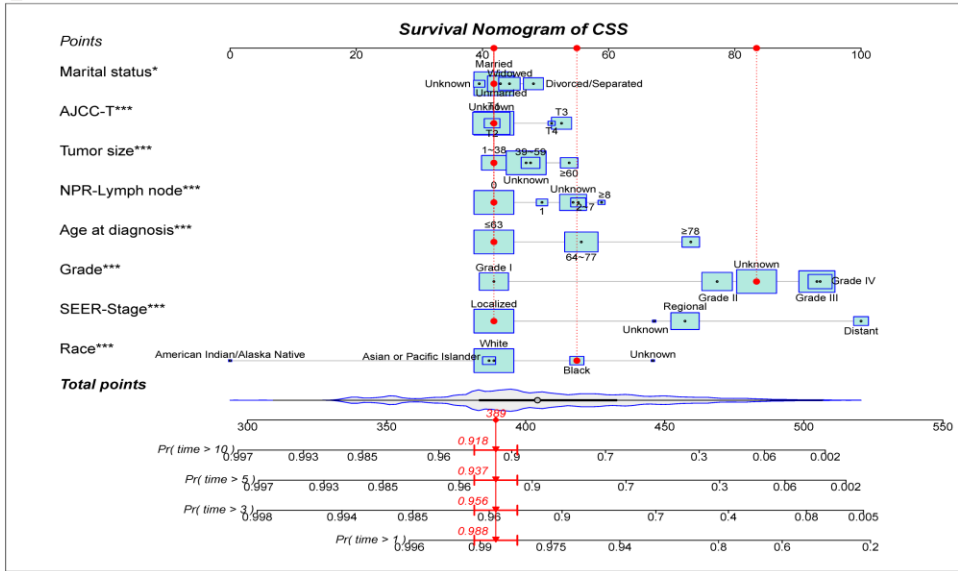 Survival Nomogram of CSS
Points
0 20 40 60 80 100
Marital status*
Married
Unknown Widowed Divorced/Separated
Unmarried
AJCC-T***
T1
Unknown T3
T2 T4
Tumor size***
1~38 39~59
Unknown ≥60
NPR-Lymph node***
0 Unknown ≥8
1 2~7
Age at diagnosis***
≤63 ≥78
64~77
Grade***
Grade I Unknown Grade IV
Grade II Grade III
SEER-Stage***
Localized Regional
Unknown Distant
Race***
White
American Indian/Alaska Native Asian or Pacific Islander Unknown
Black
Total points
389
300 350 400 450 500 550
0.918
Pr( time > 10 )
0.997 0.993 0.985 0.96 0.9 0.7 0.3 0.06 0.002
0.937
Pr( time > 5 )
0.997 0.993 0.985 0.96 0.9 0.7 0.3 0.06 0.002
0.956
Pr( time > 3 )
0.998 0.994 0.985 0.96 0.9 0.7 0.4 0.08 0.005
0.988
Pr( time > 1 )
0.996 0.99 0.975 0.94 0.8 0.6 0.2